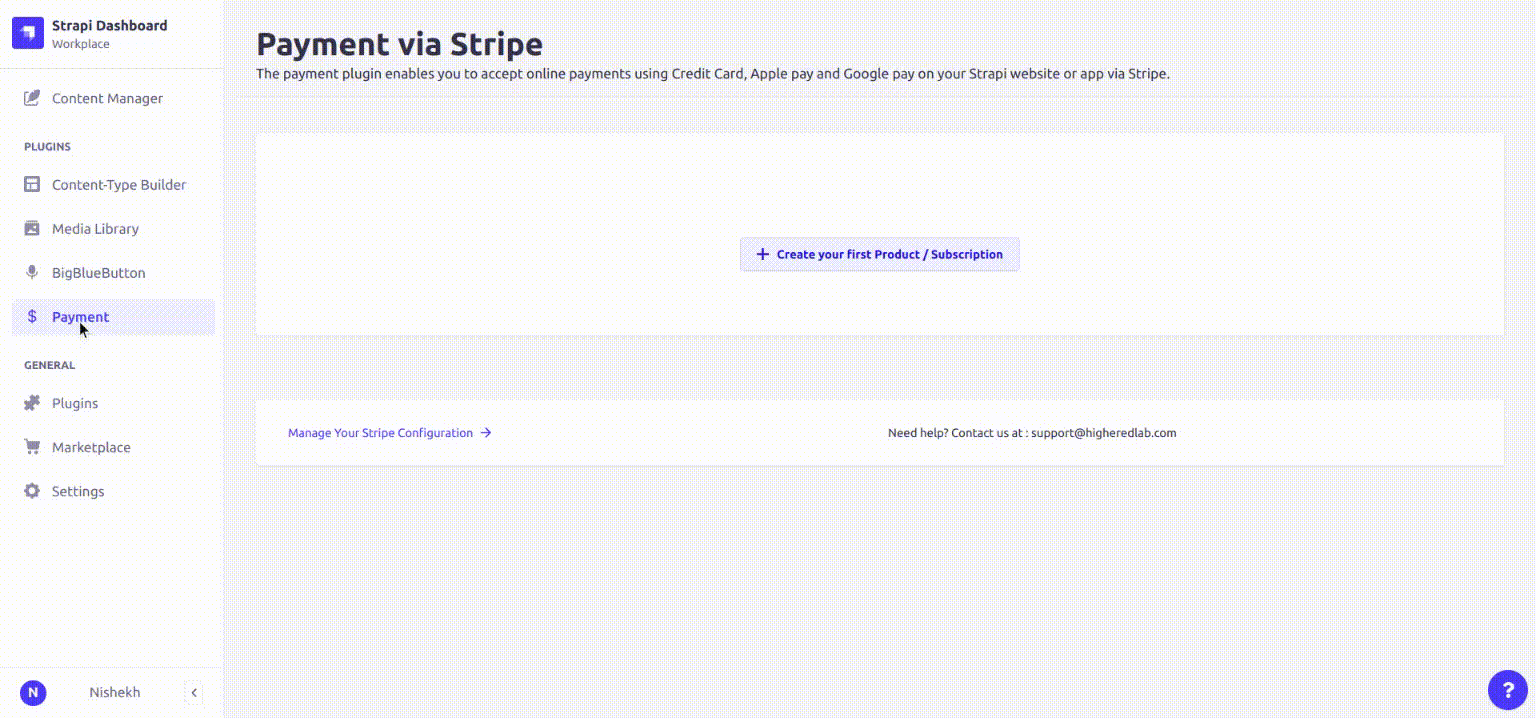 Strapi Dashboard
Workplace
Content Manager
PLUGINS
Content-Type Builder
Media Library
BigBlueButton
$ Payment
GENERAL
Plugins
Marketplace
Settings
N Nishekh
Payment via Stripe
The payment plugin enables you to accept online payments using Credit Card, Apple pay and Google pay on your Strapi website or app via Stripe.
+ Create your first Product / Subscription
Manage Your Stripe Configuration →
Need help? Contact us at : support@higheredlab.com
?